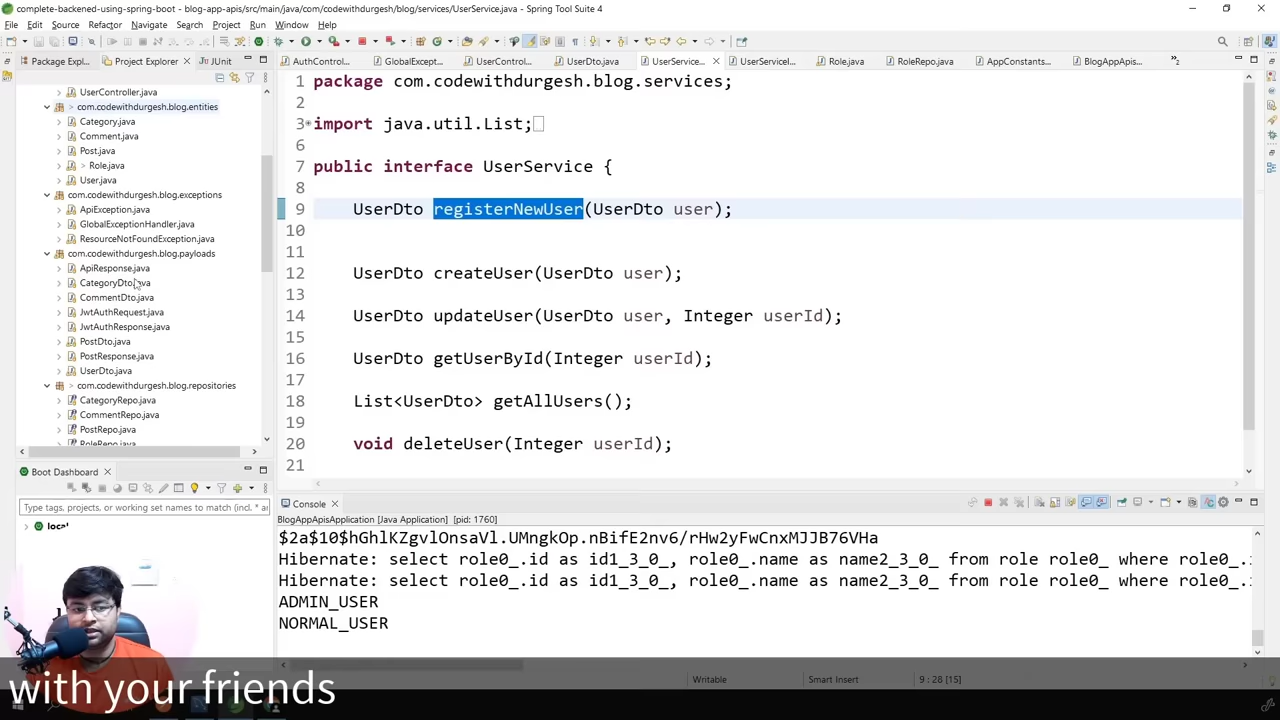 complete-backened-using-spring-boot - blog-app-apis/src/main/java/com/codewithdurgesh/blog/services/UserService.java - Spring Tool Suite 4
File Edit Source Refactor Navigate Search Project Run Window Help
Package Expl... Project Explorer JUnit
AuthControl... GlobalExcept... UserControl... UserDto.java UserService.... UserServiceI... Role.java RoleRepo.java AppConstants... BlogAppApis... »2
UserController.java
> com.codewithdurgesh.blog.entities
Category.java
Comment.java
Post.java
> Role.java
User.java
com.codewithdurgesh.blog.exceptions
ApiException.java
GlobalExceptionHandler.java
ResourceNotFoundException.java
com.codewithdurgesh.blog.payloads
ApiResponse.java
CategoryDto.java
CommentDto.java
JwtAuthRequest.java
JwtAuthResponse.java
PostDto.java
PostResponse.java
UserDto.java
> com.codewithdurgesh.blog.repositories
CategoryRepo.java
CommentRepo.java
PostRepo.java
RoleRepo.java
1 package com.codewithdurgesh.blog.services;
2
3 import java.util.List;
6
7 public interface UserService {
8
9 UserDto registerNewUser(UserDto user);
10
11
12 UserDto createUser(UserDto user);
13
14 UserDto updateUser(UserDto user, Integer userId);
15
16 UserDto getUserById(Integer userId);
17
18 List<UserDto> getAllUsers();
19
20 void deleteUser(Integer userId);
21
Boot Dashboard
Type tags, projects, or working set names to match (incl. * a
local
Console
BlogAppApisApplication [Java Application] [pid: 1760]
$2a$10$hGhlKZgvlOnsaVl.UMngkOp.nBifE2nv6/rHw2yFwCnxMJJB76VHa
Hibernate: select role0_.id as id1_3_0_, role0_.name as name2_3_0_ from role role0_ where role0_.
Hibernate: select role0_.id as id1_3_0_, role0_.name as name2_3_0_ from role role0_ where role0_.
ADMIN_USER
NORMAL_USER
with your friends
Writable Smart Insert 9 : 28 [15]